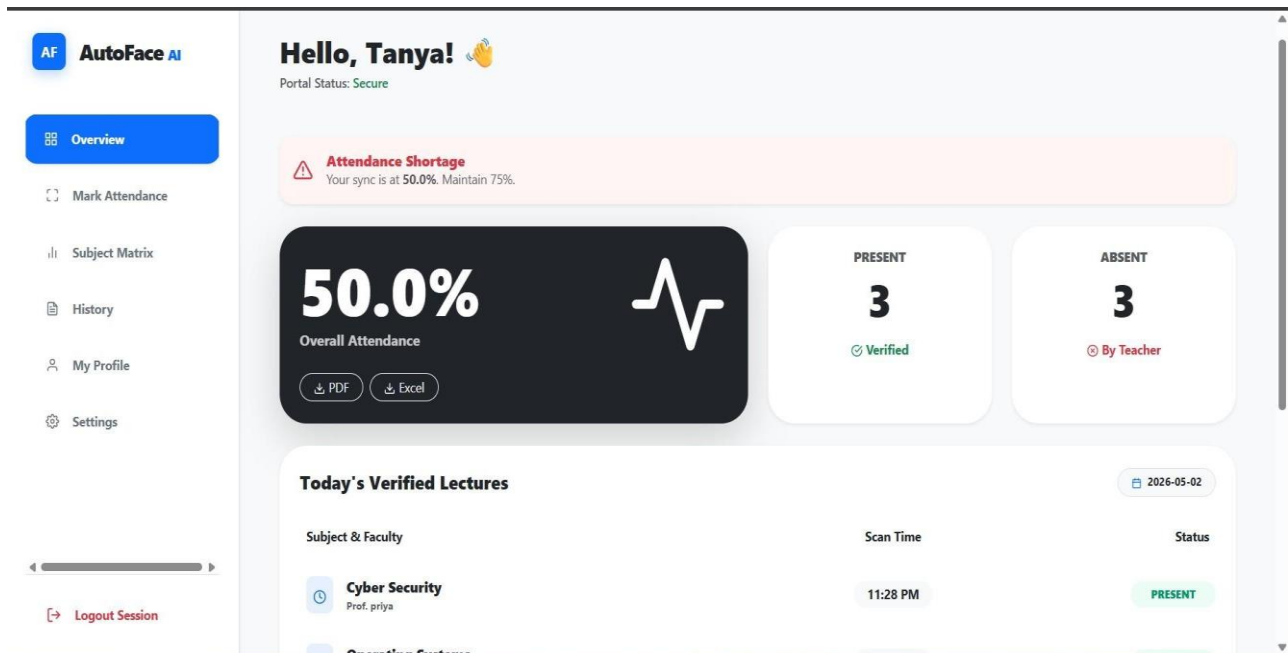 AF AutoFace AI
Overview
Mark Attendance
Subject Matrix
History
My Profile
Settings
Logout Session
Hello, Tanya! 👋
Portal Status: Secure
Attendance Shortage
Your sync is at 50.0%. Maintain 75%.
50.0%
Overall Attendance
PDF Excel
PRESENT
3
Verified
ABSENT
3
By Teacher
Today's Verified Lectures
2026-05-02
Subject & Faculty Scan Time Status
Cyber Security
Prof. priya
11:28 PM
PRESENT
Operating Systems